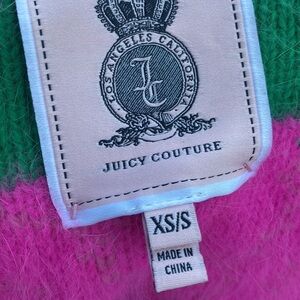 LOS ANGELES CALIFORNIA
JC
JUICY COUTURE
XS/S
MADE IN
CHINA